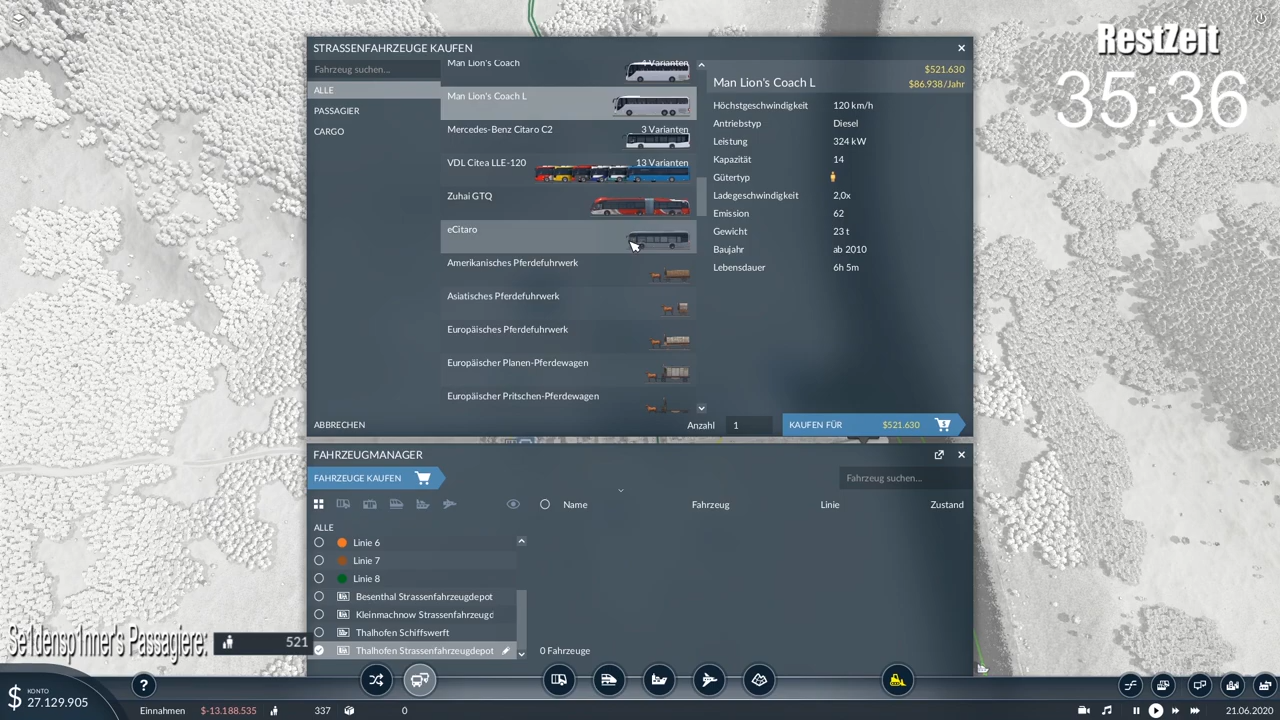 RestZeit
35:36
STRASSENFAHRZEUGE KAUFEN
Fahrzeug suchen...
ALLE
PASSAGIER
CARGO
Man Lion's Coach 4 Varianten
Man Lion's Coach L
Mercedes-Benz Citaro C2 3 Varianten
VDL Citea LLE-120 13 Varianten
Zuhai GTQ
eCitaro
Amerikanisches Pferdefuhrwerk
Asiatisches Pferdefuhrwerk
Europäisches Pferdefuhrwerk
Europäischer Planen-Pferdewagen
Europäischer Pritschen-Pferdewagen
$521.630
Man Lion's Coach L $86.938/Jahr
Höchstgeschwindigkeit 120 km/h
Antriebstyp Diesel
Leistung 324 kW
Kapazität 14
Gütertyp
Ladegeschwindigkeit 2,0x
Emission 62
Gewicht 23 t
Baujahr ab 2010
Lebensdauer 6h 5m
ABBRECHEN Anzahl 1 KAUFEN FÜR $521.630
FAHRZEUGMANAGER
FAHRZEUGE KAUFEN Fahrzeug suchen...
Name Fahrzeug Linie Zustand
ALLE
Linie 6
Linie 7
Linie 8
Besenthal Strassenfahrzeugdepot
Kleinmachnow Strassenfahrzeugd
Thalhofen Schiffswerft
Thalhofen Strassenfahrzeugdepot 0 Fahrzeuge
Se1densp1nner's Passagiere: 521
$ KONTO
27.129.905
?
Einnahmen $-13.188.535 337 0 21.06.2020